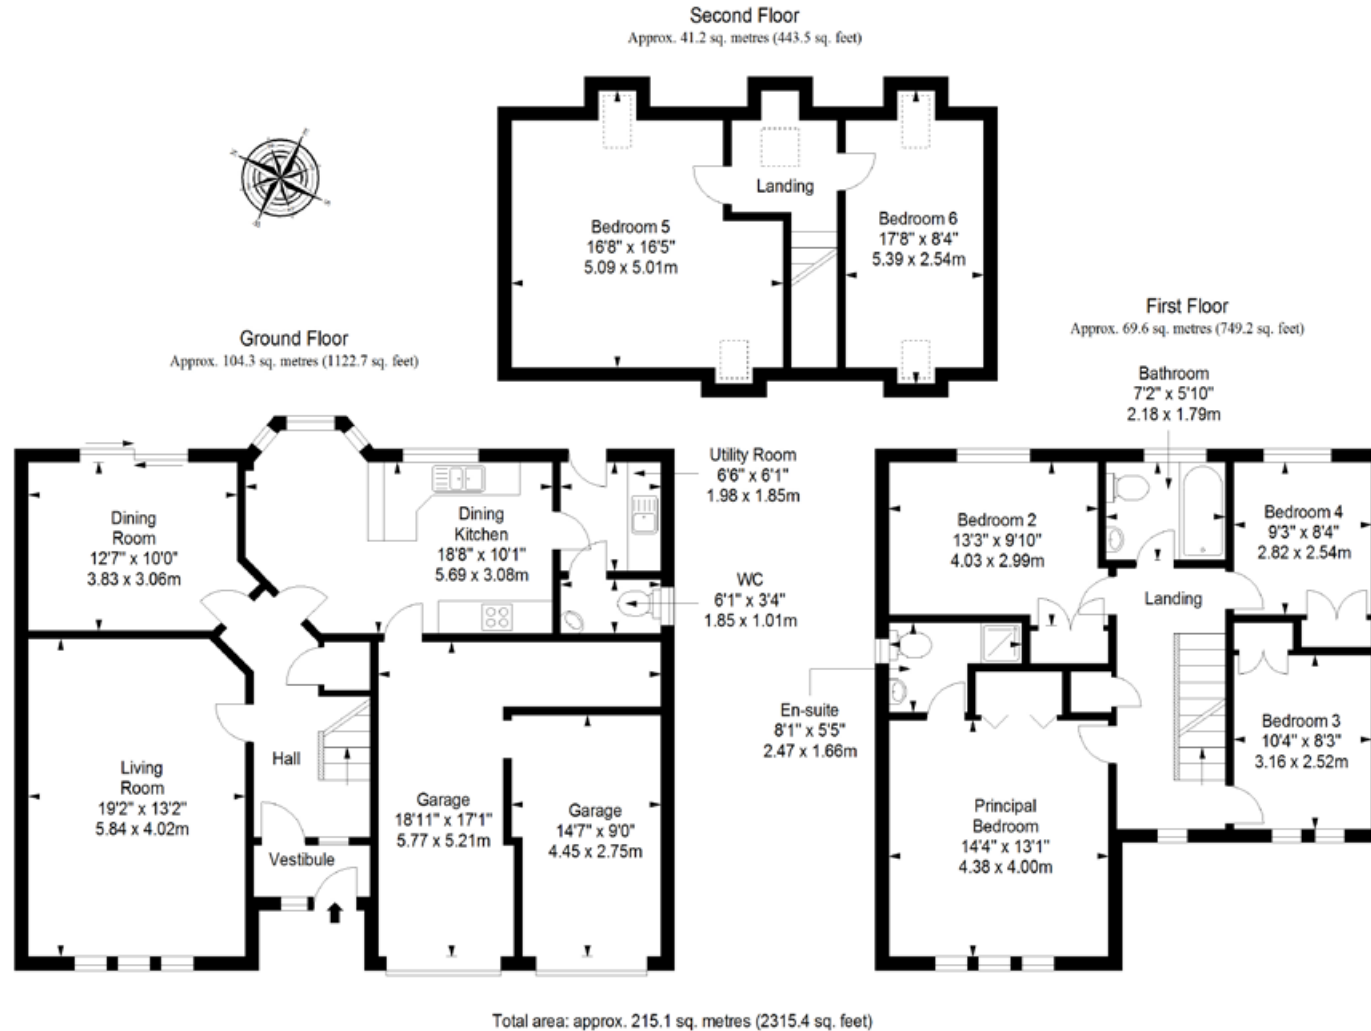 Second Floor
Approx. 41.2 sq. metres (443.5 sq. feet)
Landing
Bedroom 5
16'8" x 16'5"
5.09 x 5.01m
Bedroom 6
17'8" x 8'4"
5.39 x 2.54m
Ground Floor
Approx. 104.3 sq. metres (1122.7 sq. feet)
Dining
Room
12'7" x 10'0"
3.83 x 3.06m
Dining
Kitchen
18'8" x 10'1"
5.69 x 3.08m
Utility Room
6'6" x 6'1"
1.98 x 1.85m
WC
6'1" x 3'4"
1.85 x 1.01m
Living
Room
19'2" x 13'2"
5.84 x 4.02m
Hall
Vestibule
Garage
18'11" x 17'1"
5.77 x 5.21m
Garage
14'7" x 9'0"
4.45 x 2.75m
First Floor
Approx. 69.6 sq. metres (749.2 sq. feet)
Bathroom
7'2" x 5'10"
2.18 x 1.79m
Bedroom 2
13'3" x 9'10"
4.03 x 2.99m
Bedroom 4
9'3" x 8'4"
2.82 x 2.54m
Landing
En-suite
8'1" x 5'5"
2.47 x 1.66m
Bedroom 3
10'4" x 8'3"
3.16 x 2.52m
Principal
Bedroom
14'4" x 13'1"
4.38 x 4.00m
Total area: approx. 215.1 sq. metres (2315.4 sq. feet)